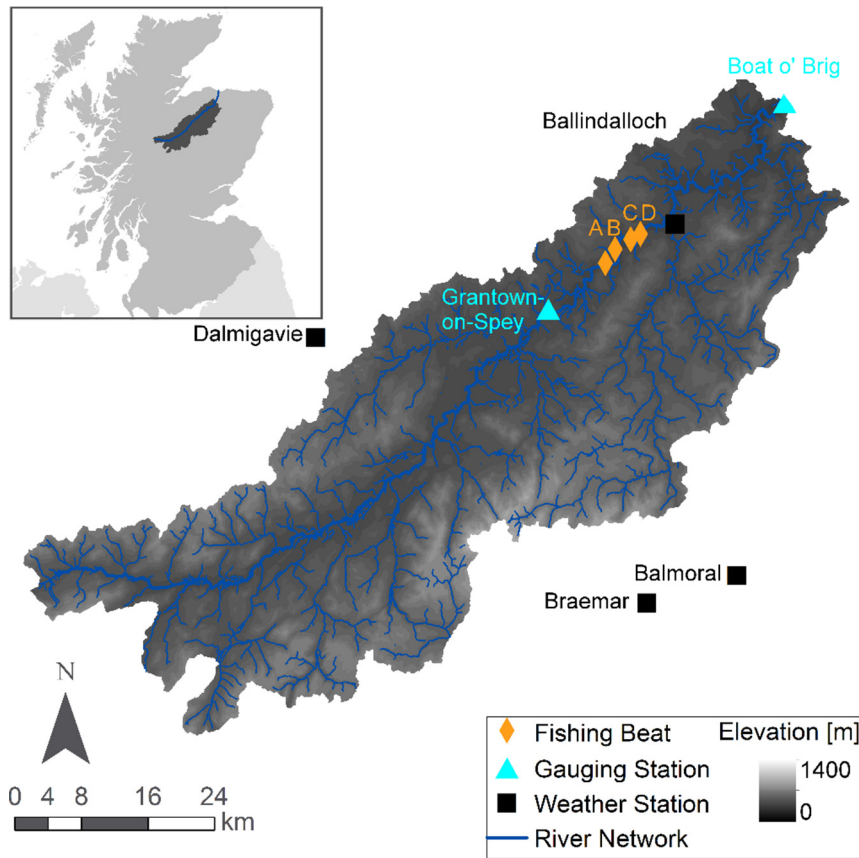 Boat o' Brig
Ballindalloch
A B C D
Grantown-
on-Spey
Dalmigavie
Balmoral
Braemar
N
0 4 8 16 24
km
Fishing Beat
Gauging Station
Weather Station
River Network
Elevation [m]
1400
0